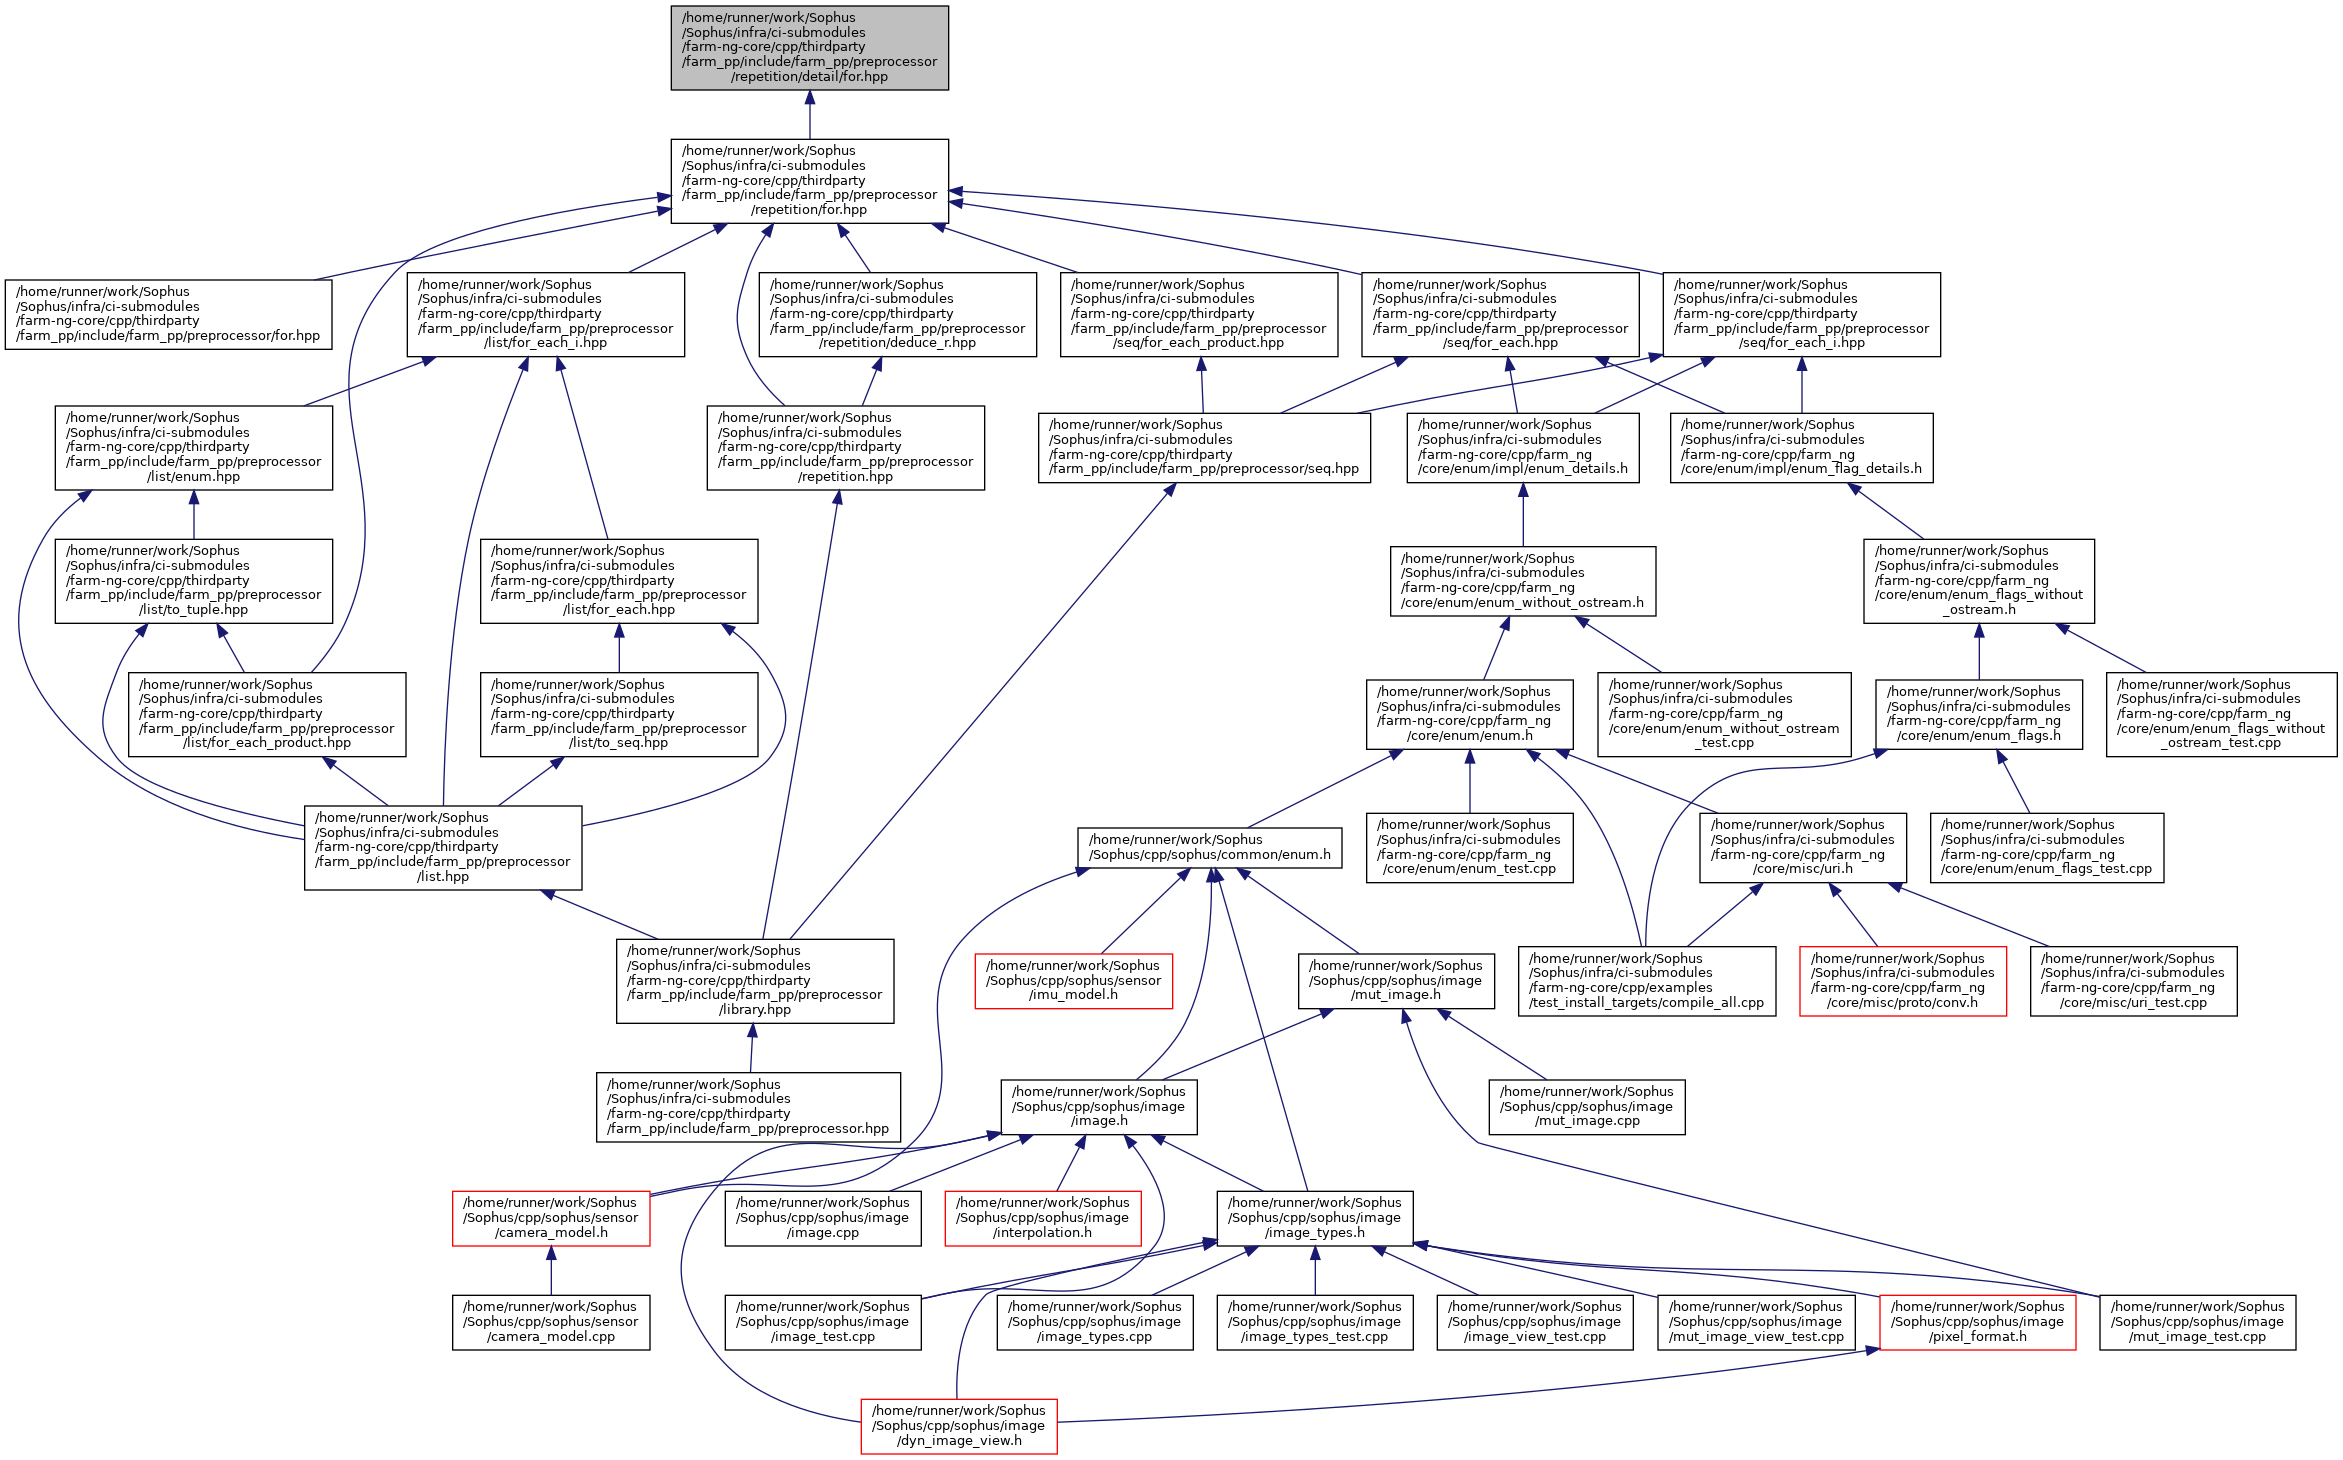 /home/runner/work/Sophus
/Sophus/infra/ci-submodules
/farm-ng-core/cpp/thirdparty
/farm_pp/include/farm_pp/preprocessor
/repetition/detail/for.hpp
/home/runner/work/Sophus
/Sophus/infra/ci-submodules
/farm-ng-core/cpp/thirdparty
/farm_pp/include/farm_pp/preprocessor
/repetition/for.hpp
/home/runner/work/Sophus
/Sophus/infra/ci-submodules
/farm-ng-core/cpp/thirdparty
/farm_pp/include/farm_pp/preprocessor/for.hpp
/home/runner/work/Sophus
/Sophus/infra/ci-submodules
/farm-ng-core/cpp/thirdparty
/farm_pp/include/farm_pp/preprocessor
/list/for_each_i.hpp
/home/runner/work/Sophus
/Sophus/infra/ci-submodules
/farm-ng-core/cpp/thirdparty
/farm_pp/include/farm_pp/preprocessor
/repetition/deduce_r.hpp
/home/runner/work/Sophus
/Sophus/infra/ci-submodules
/farm-ng-core/cpp/thirdparty
/farm_pp/include/farm_pp/preprocessor
/seq/for_each_product.hpp
/home/runner/work/Sophus
/Sophus/infra/ci-submodules
/farm-ng-core/cpp/thirdparty
/farm_pp/include/farm_pp/preprocessor
/seq/for_each.hpp
/home/runner/work/Sophus
/Sophus/infra/ci-submodules
/farm-ng-core/cpp/thirdparty
/farm_pp/include/farm_pp/preprocessor
/seq/for_each_i.hpp
/home/runner/work/Sophus
/Sophus/infra/ci-submodules
/farm-ng-core/cpp/thirdparty
/farm_pp/include/farm_pp/preprocessor
/list/enum.hpp
/home/runner/work/Sophus
/Sophus/infra/ci-submodules
/farm-ng-core/cpp/thirdparty
/farm_pp/include/farm_pp/preprocessor
/repetition.hpp
/home/runner/work/Sophus
/Sophus/infra/ci-submodules
/farm-ng-core/cpp/thirdparty
/farm_pp/include/farm_pp/preprocessor/seq.hpp
/home/runner/work/Sophus
/Sophus/infra/ci-submodules
/farm-ng-core/cpp/farm_ng
/core/enum/impl/enum_details.h
/home/runner/work/Sophus
/Sophus/infra/ci-submodules
/farm-ng-core/cpp/farm_ng
/core/enum/impl/enum_flag_details.h
/home/runner/work/Sophus
/Sophus/infra/ci-submodules
/farm-ng-core/cpp/thirdparty
/farm_pp/include/farm_pp/preprocessor
/list/to_tuple.hpp
/home/runner/work/Sophus
/Sophus/infra/ci-submodules
/farm-ng-core/cpp/thirdparty
/farm_pp/include/farm_pp/preprocessor
/list/for_each.hpp
/home/runner/work/Sophus
/Sophus/infra/ci-submodules
/farm-ng-core/cpp/farm_ng
/core/enum/enum_without_ostream.h
/home/runner/work/Sophus
/Sophus/infra/ci-submodules
/farm-ng-core/cpp/farm_ng
/core/enum/enum_flags_without
_ostream.h
/home/runner/work/Sophus
/Sophus/infra/ci-submodules
/farm-ng-core/cpp/thirdparty
/farm_pp/include/farm_pp/preprocessor
/list/for_each_product.hpp
/home/runner/work/Sophus
/Sophus/infra/ci-submodules
/farm-ng-core/cpp/thirdparty
/farm_pp/include/farm_pp/preprocessor
/list/to_seq.hpp
/home/runner/work/Sophus
/Sophus/infra/ci-submodules
/farm-ng-core/cpp/farm_ng
/core/enum/enum.h
/home/runner/work/Sophus
/Sophus/infra/ci-submodules
/farm-ng-core/cpp/farm_ng
/core/enum/enum_without_ostream
_test.cpp
/home/runner/work/Sophus
/Sophus/infra/ci-submodules
/farm-ng-core/cpp/farm_ng
/core/enum/enum_flags.h
/home/runner/work/Sophus
/Sophus/infra/ci-submodules
/farm-ng-core/cpp/farm_ng
/core/enum/enum_flags_without
_ostream_test.cpp
/home/runner/work/Sophus
/Sophus/infra/ci-submodules
/farm-ng-core/cpp/thirdparty
/farm_pp/include/farm_pp/preprocessor
/list.hpp
/home/runner/work/Sophus
/Sophus/cpp/sophus/common/enum.h
/home/runner/work/Sophus
/Sophus/infra/ci-submodules
/farm-ng-core/cpp/farm_ng
/core/enum/enum_test.cpp
/home/runner/work/Sophus
/Sophus/infra/ci-submodules
/farm-ng-core/cpp/farm_ng
/core/misc/uri.h
/home/runner/work/Sophus
/Sophus/infra/ci-submodules
/farm-ng-core/cpp/farm_ng
/core/enum/enum_flags_test.cpp
/home/runner/work/Sophus
/Sophus/infra/ci-submodules
/farm-ng-core/cpp/thirdparty
/farm_pp/include/farm_pp/preprocessor
/library.hpp
/home/runner/work/Sophus
/Sophus/cpp/sophus/sensor
/imu_model.h
/home/runner/work/Sophus
/Sophus/cpp/sophus/image
/mut_image.h
/home/runner/work/Sophus
/Sophus/infra/ci-submodules
/farm-ng-core/cpp/examples
/test_install_targets/compile_all.cpp
/home/runner/work/Sophus
/Sophus/infra/ci-submodules
/farm-ng-core/cpp/farm_ng
/core/misc/proto/conv.h
/home/runner/work/Sophus
/Sophus/infra/ci-submodules
/farm-ng-core/cpp/farm_ng
/core/misc/uri_test.cpp
/home/runner/work/Sophus
/Sophus/infra/ci-submodules
/farm-ng-core/cpp/thirdparty
/farm_pp/include/farm_pp/preprocessor.hpp
/home/runner/work/Sophus
/Sophus/cpp/sophus/image
/image.h
/home/runner/work/Sophus
/Sophus/cpp/sophus/image
/mut_image.cpp
/home/runner/work/Sophus
/Sophus/cpp/sophus/sensor
/camera_model.h
/home/runner/work/Sophus
/Sophus/cpp/sophus/image
/image.cpp
/home/runner/work/Sophus
/Sophus/cpp/sophus/image
/interpolation.h
/home/runner/work/Sophus
/Sophus/cpp/sophus/image
/image_types.h
/home/runner/work/Sophus
/Sophus/cpp/sophus/sensor
/camera_model.cpp
/home/runner/work/Sophus
/Sophus/cpp/sophus/image
/image_test.cpp
/home/runner/work/Sophus
/Sophus/cpp/sophus/image
/image_types.cpp
/home/runner/work/Sophus
/Sophus/cpp/sophus/image
/image_types_test.cpp
/home/runner/work/Sophus
/Sophus/cpp/sophus/image
/image_view_test.cpp
/home/runner/work/Sophus
/Sophus/cpp/sophus/image
/mut_image_view_test.cpp
/home/runner/work/Sophus
/Sophus/cpp/sophus/image
/pixel_format.h
/home/runner/work/Sophus
/Sophus/cpp/sophus/image
/mut_image_test.cpp
/home/runner/work/Sophus
/Sophus/cpp/sophus/image
/dyn_image_view.h